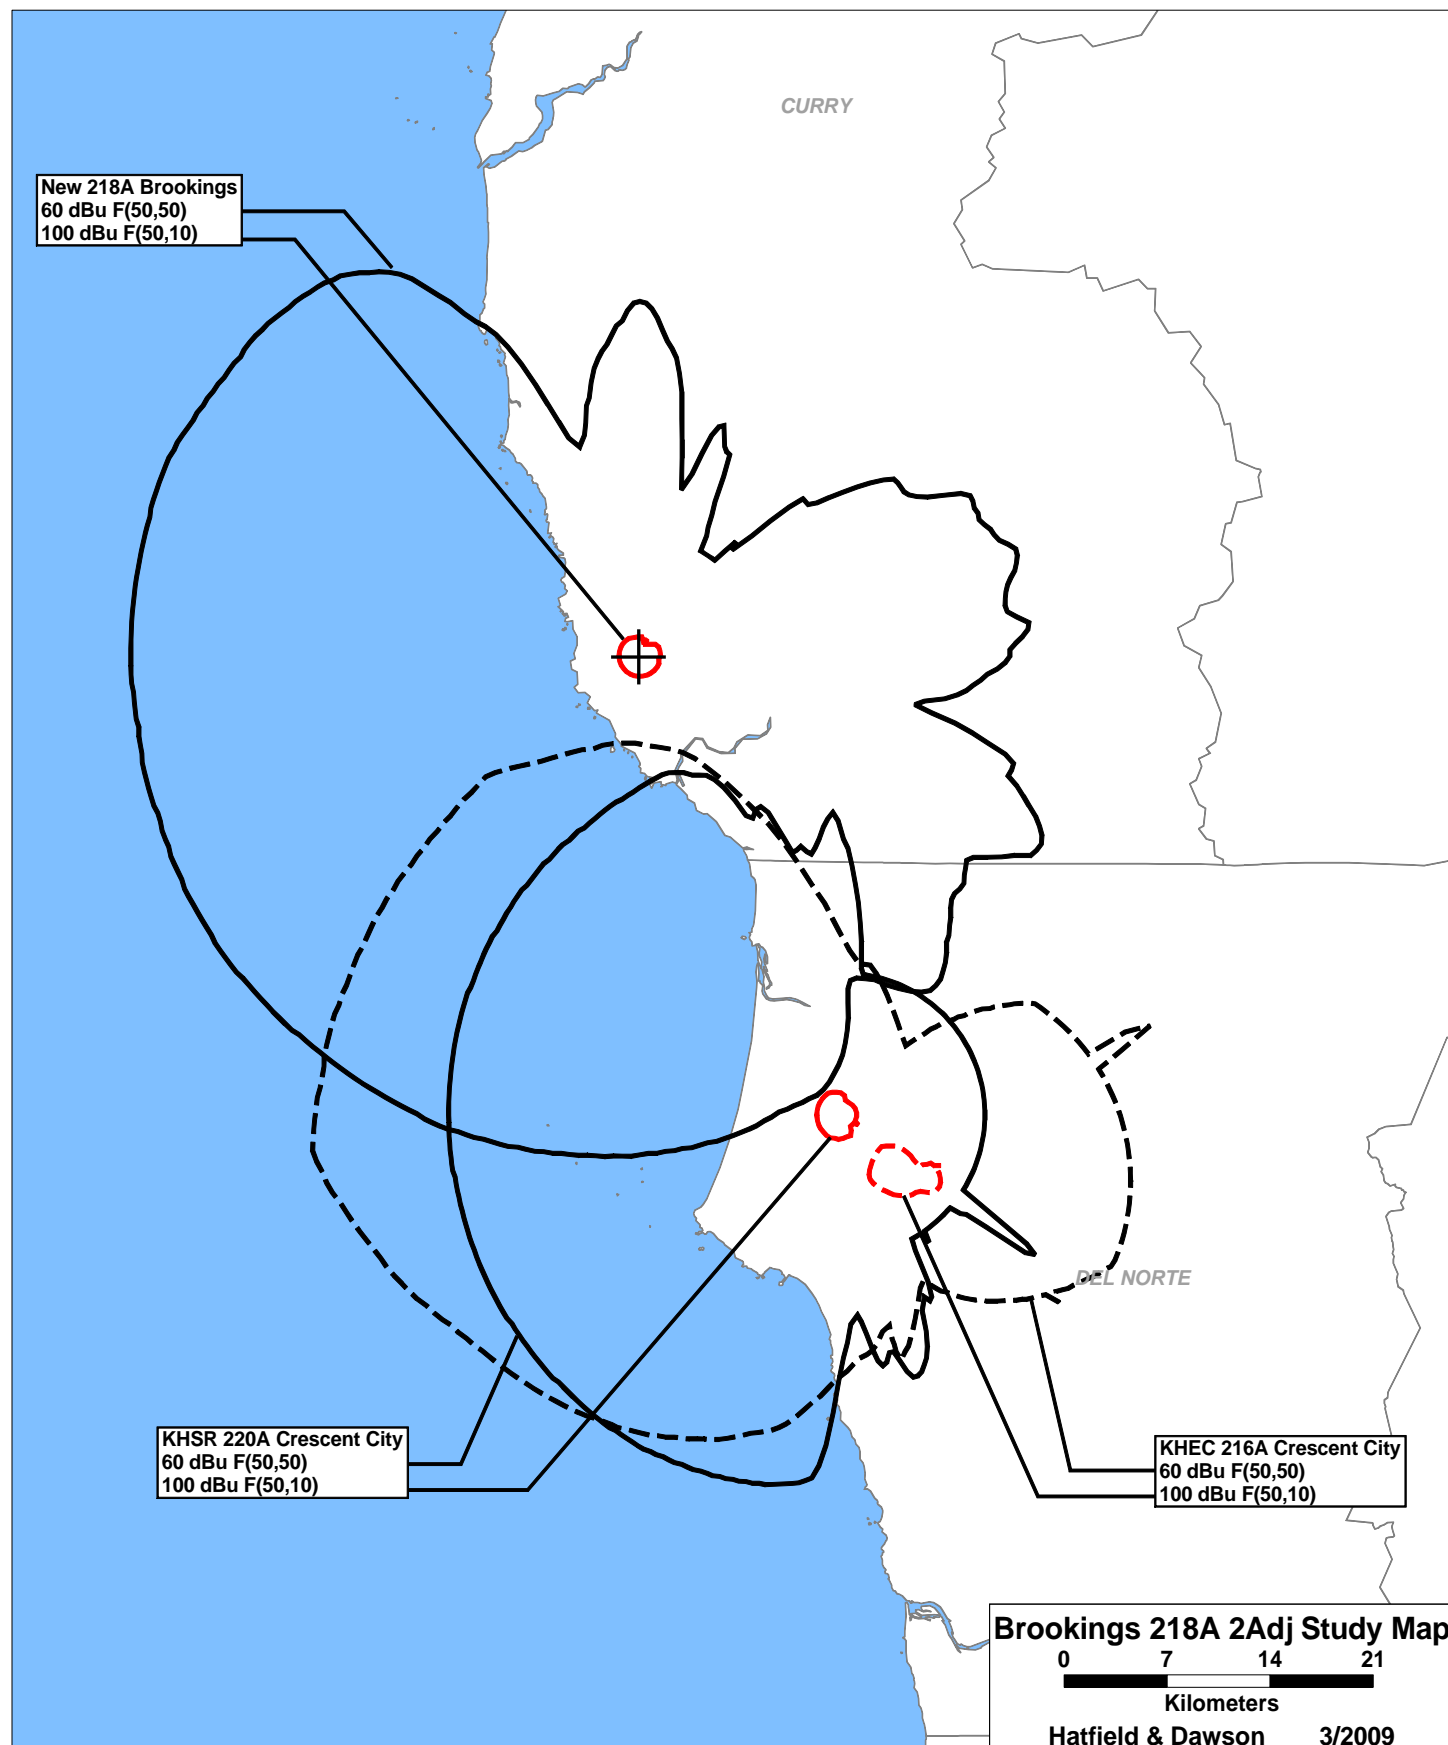 CURRY
New 218A Brookings
60 dBu F(50,50)
100 dBu F(50,10)
DEL NORTE
KHSR 220A Crescent City
60 dBu F(50,50)
100 dBu F(50,10)
KHEC 216A Crescent City
60 dBu F(50,50)
100 dBu F(50,10)
Brookings 218A 2Adj Study Map
0 7 14 21
Kilometers
Hatfield & Dawson 3/2009